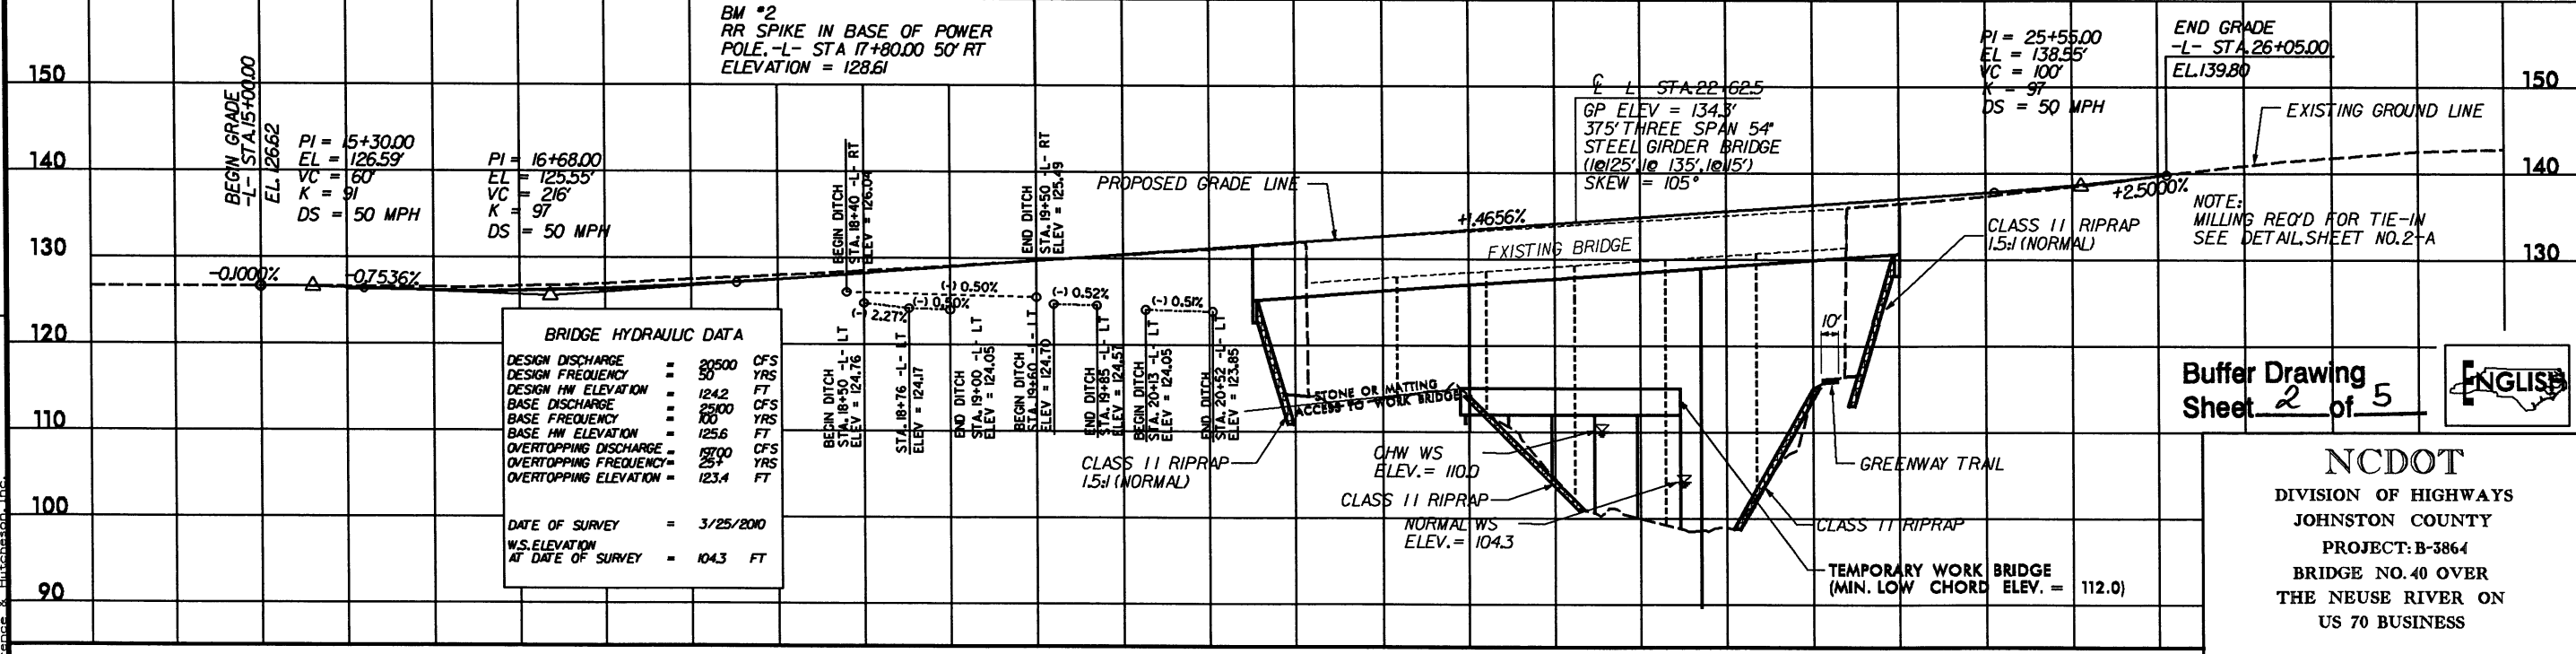 BM #2
RR SPIKE IN BASE OF POWER
POLE, -L- STA 17+80.00 50' RT
ELEVATION = 128.61
150
140
130
120
110
100
90
BEGIN GRADE
-L- STA.15+00.00
EL.126.62
PI = 15+30.00
EL = 126.59'
VC = 60'
K = 91
DS = 50 MPH
PI = 16+68.00
EL = 125.55'
VC = 216'
K = 97
DS = 50 MPH
-0.1000%
-0.7536%
BEGIN DITCH
STA. 18+40 -L- RT
ELEV = 126.04
END DITCH
STA. 19+50 -L- RT
ELEV = 125.49
(-) 0.50%
(-) 2.27%
(-) 0.50%
(-) 0.52%
(-) 0.51%
BEGIN DITCH
STA. 18+50 -L- LT
ELEV = 124.76
STA. 18+76 -L- LT
ELEV = 124.17
END DITCH
STA. 19+00 -L- LT
ELEV = 124.05
BEGIN DITCH
STA. 19+60 -L- LT
ELEV = 124.70
END DITCH
STA. 19+85 -L- LT
ELEV = 124.57
BEGIN DITCH
STA. 20+13 -L- LT
ELEV = 124.05
END DITCH
STA. 20+52 -L- LT
ELEV = 123.85
BRIDGE HYDRAULIC DATA
DESIGN DISCHARGE = 20500 CFS
DESIGN FREQUENCY = 50 YRS
DESIGN HW ELEVATION = 124.2 FT
BASE DISCHARGE = 25100 CFS
BASE FREQUENCY = 100 YRS
BASE HW ELEVATION = 125.6 FT
OVERTOPPING DISCHARGE = 19700 CFS
OVERTOPPING FREQUENCY= 25+ YRS
OVERTOPPING ELEVATION = 123.4 FT
DATE OF SURVEY = 3/25/2010
W.S.ELEVATION
AT DATE OF SURVEY = 104.3 FT
PROPOSED GRADE LINE
℄ -L- STA.22+62.5
GP ELEV = 134.3'
375' THREE SPAN 54"
STEEL GIRDER BRIDGE
(1@125',1@ 135',1@115')
SKEW = 105°
+1.4656%
EXISTING BRIDGE
STONE OR MATTING
ACCESS TO WORK BRIDGE
CLASS II RIPRAP
1.5:1 (NORMAL)
OHW WS
ELEV. = 110.0
CLASS II RIPRAP
NORMAL WS
ELEV. = 104.3
10'
GREENWAY TRAIL
CLASS II RIPRAP
TEMPORARY WORK BRIDGE
(MIN. LOW CHORD ELEV. = 112.0)
CLASS II RIPRAP
1.5:1 (NORMAL)
PI = 25+55.00
EL = 138.55'
VC = 100'
K = 97
DS = 50 MPH
END GRADE
-L- STA.26+05.00
EL.139.80
EXISTING GROUND LINE
+2.5000%
NOTE:
MILLING REQ'D FOR TIE-IN
SEE DETAIL,SHEET NO.2-A
150
140
130
Buffer Drawing
Sheet 2 of 5
ENGLISH
NCDOT
DIVISION OF HIGHWAYS
JOHNSTON COUNTY
PROJECT: B-3864
BRIDGE NO. 40 OVER
THE NEUSE RIVER ON
US 70 BUSINESS